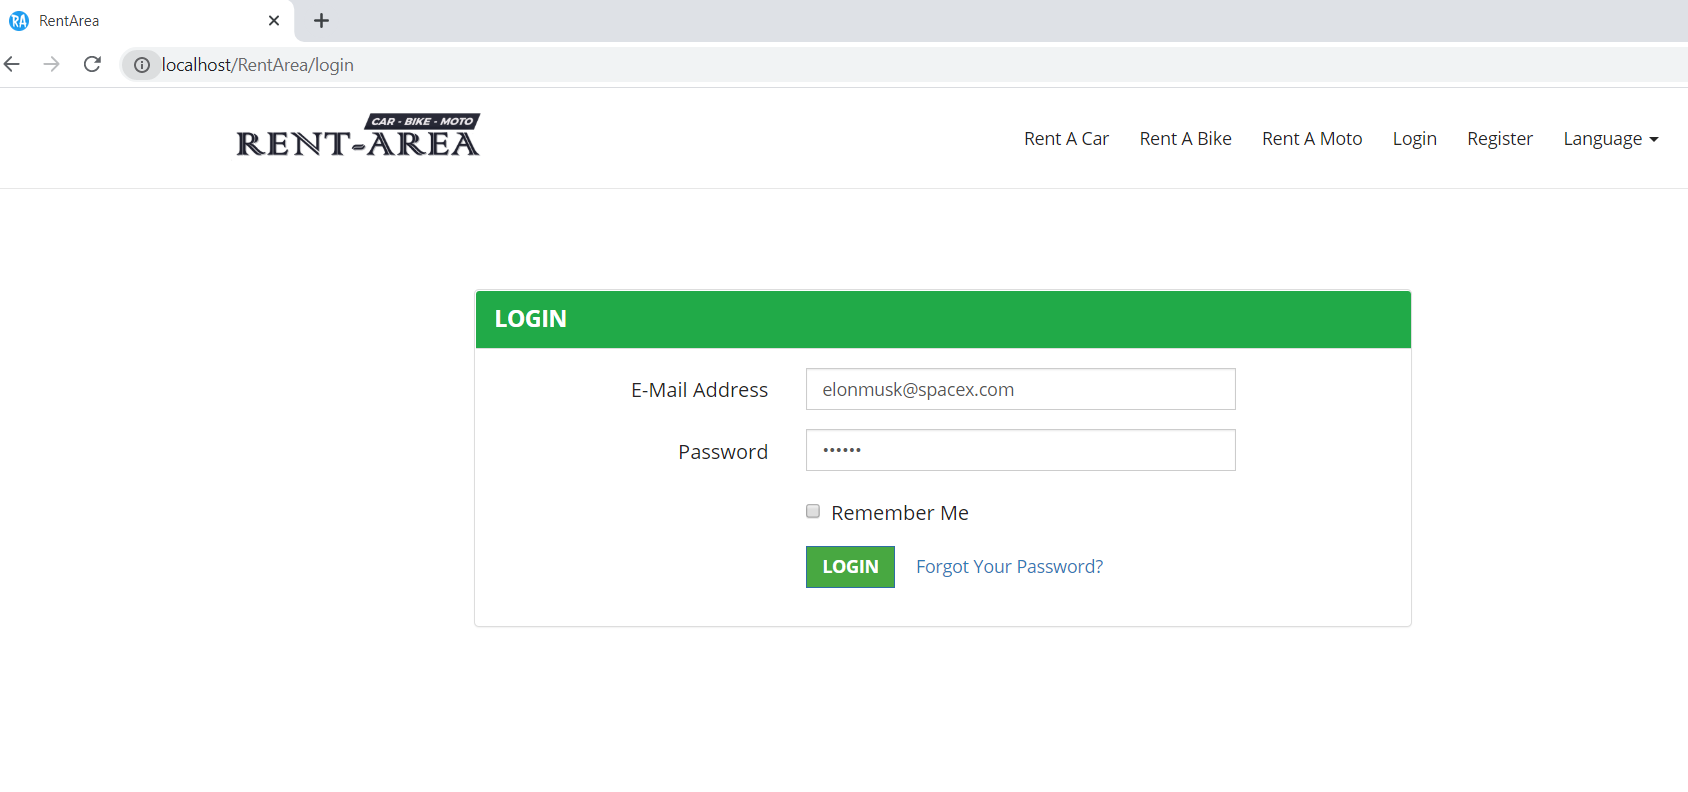 RentArea
localhost/RentArea/login
CAR - BIKE - MOTO
RENT-AREA
Rent A Car Rent A Bike Rent A Moto Login Register Language
LOGIN
E-Mail Address elonmusk@spacex.com
Password ••••••
Remember Me
LOGIN Forgot Your Password?